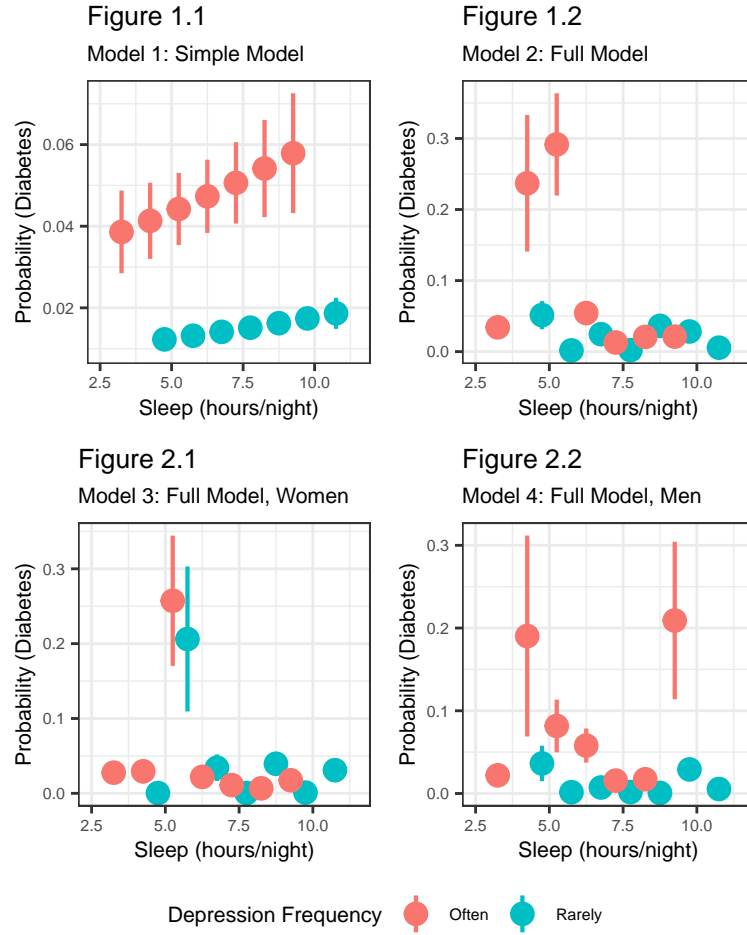 Figure 1.1
Model 1: Simple Model
Probability (Diabetes)
0.06
0.04
0.02
2.5 5.0 7.5 10.0
Sleep (hours/night)
Figure 1.2
Model 2: Full Model
Probability (Diabetes)
0.3
0.2
0.1
0.0
2.5 5.0 7.5 10.0
Sleep (hours/night)
Figure 2.1
Model 3: Full Model, Women
Probability (Diabetes)
0.3
0.2
0.1
0.0
2.5 5.0 7.5 10.0
Sleep (hours/night)
Figure 2.2
Model 4: Full Model, Men
Probability (Diabetes)
0.3
0.2
0.1
0.0
2.5 5.0 7.5 10.0
Sleep (hours/night)
Depression Frequency Often Rarely